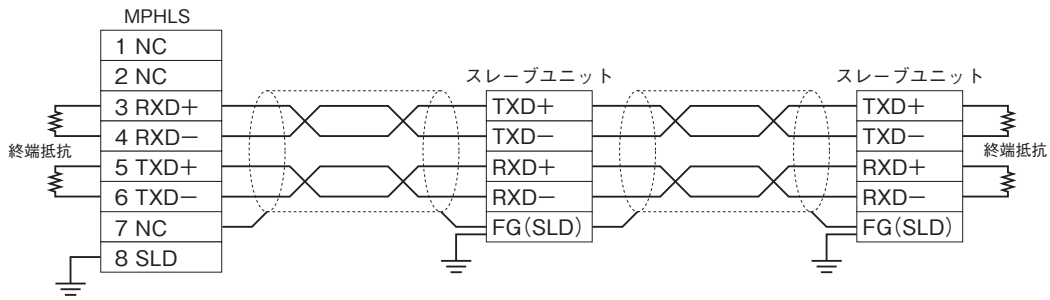 MPHLS
1 NC
2 NC
3 RXD+
4 RXD−
5 TXD+
6 TXD−
7 NC
8 SLD
終端抵抗
スレーブユニット
TXD+
TXD−
RXD+
RXD−
FG(SLD)
スレーブユニット
TXD+
TXD−
RXD+
RXD−
FG(SLD)
終端抵抗